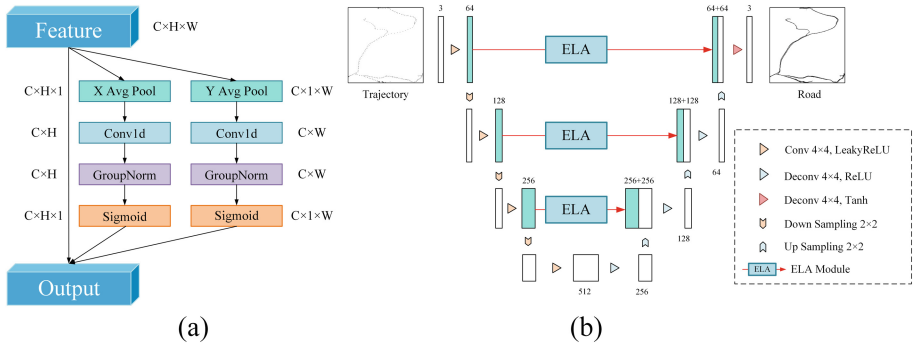 Feature
C×H×W
C×H×1
X Avg Pool
Y Avg Pool
C×1×W
C×H
Conv1d
Conv1d
C×W
C×H
GroupNorm
GroupNorm
C×W
C×H×1
Sigmoid
Sigmoid
C×1×W
Output
(a)
Trajectory
3
64
ELA
64+64
3
Road
128
ELA
128+128
64
256
ELA
256+256
128
512
256
Conv 4×4, LeakyReLU
Deconv 4×4, ReLU
Deconv 4×4, Tanh
Down Sampling 2×2
Up Sampling 2×2
ELA
ELA Module
(b)